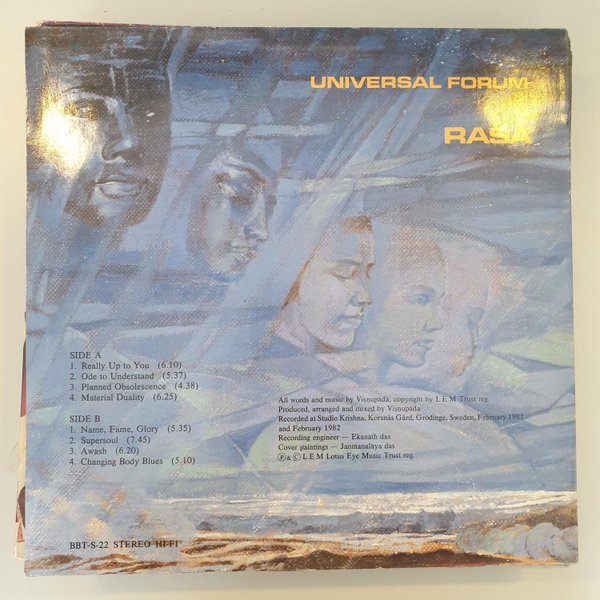 UNIVERSAL FORUM
RASA
SIDE A
1. Really Up to You (6.10)
2. Ode to Understand (5.37)
3. Planned Obsolescence (4.38)
4. Material Duality (6.25)
SIDE B
1. Name, Fame, Glory (5.35)
2. Supersoul (7.45)
3. Awash (6.20)
4. Changing Body Blues (5.10)
All words and music by Viṣṇupāda, copyright by L E M Trust reg.
Produced, arranged and mixed by Viṣṇupāda
Recorded at Studio Krishna, Korsnäs Gård, Grödinge, Sweden, February 1981
and February 1982
Recording engineer — Ekanath das
Cover paintings — Janmanalāya das
Ⓟ & Ⓒ L E M Lotus Eye Music Trust reg.
BBT-S-22 STEREO HI-FI